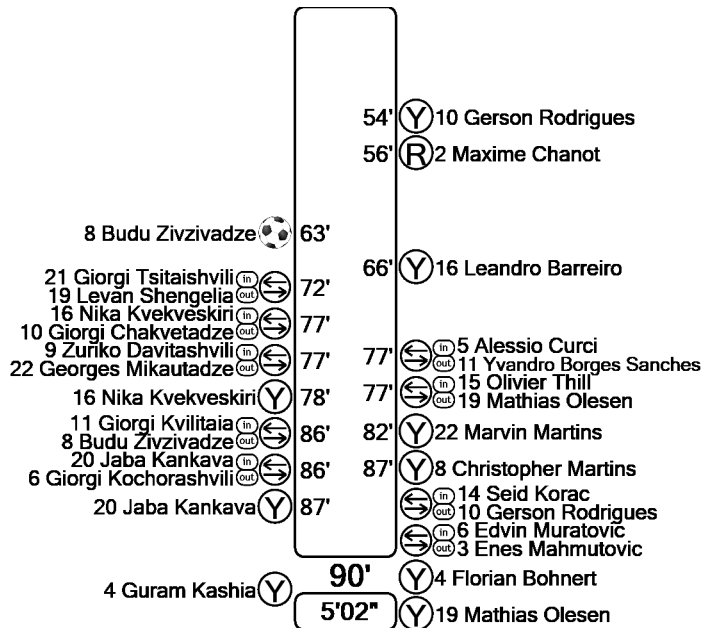 54' Y 10 Gerson Rodrigues
56' R 2 Maxime Chanot
8 Budu Zivzivadze 63'
66' Y 16 Leandro Barreiro
21 Giorgi Tsitaishvili in
19 Levan Shengelia out 72'
16 Nika Kvekveskiri in
10 Giorgi Chakvetadze out 77'
9 Zuriko Davitashvili in
22 Georges Mikautadze out 77'
77' in 5 Alessio Curci
out 11 Yvandro Borges Sanches
77' in 15 Olivier Thill
out 19 Mathias Olesen
16 Nika Kvekveskiri Y 78'
11 Giorgi Kvilitaia in
8 Budu Zivzivadze out 86'
82' Y 22 Marvin Martins
20 Jaba Kankava in
6 Giorgi Kochorashvili out 86'
87' Y 8 Christopher Martins
20 Jaba Kankava Y 87'
in 14 Seid Korac
out 10 Gerson Rodrigues
in 6 Edvin Muratovic
out 3 Enes Mahmutovic
90'
Y 4 Florian Bohnert
4 Guram Kashia Y
5'02"
Y 19 Mathias Olesen